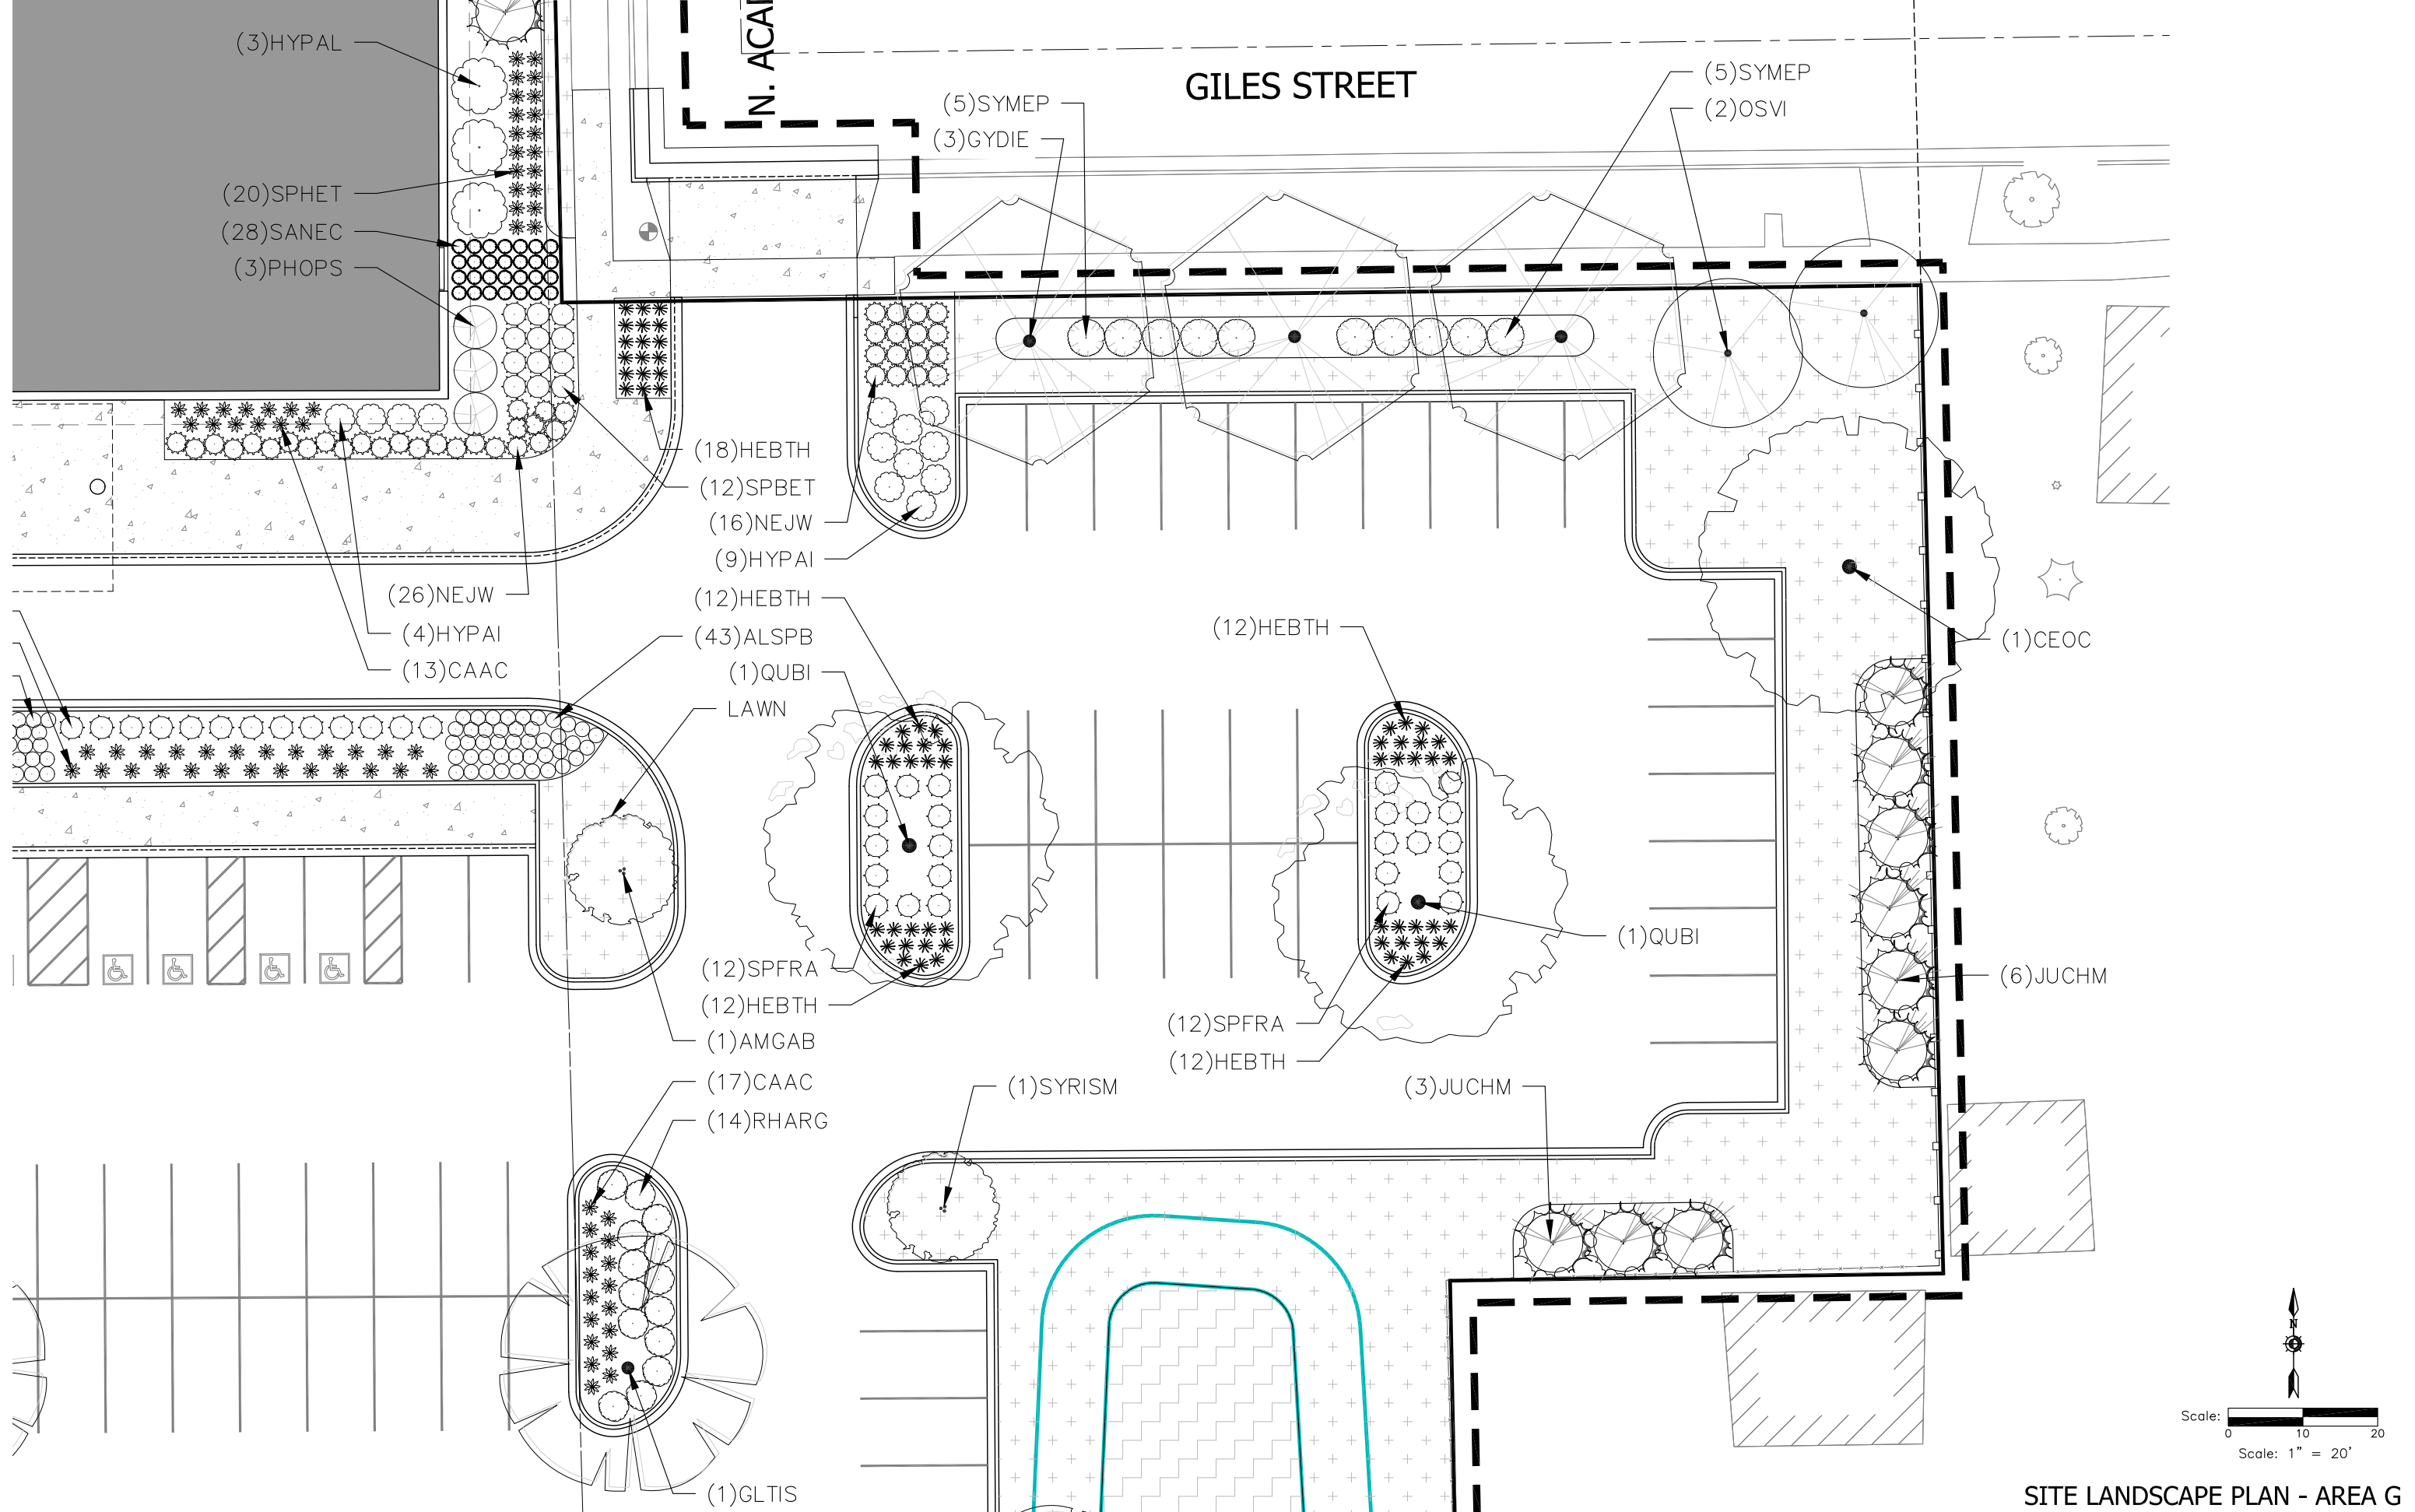 (3)HYPAL
N. ACA
GILES STREET
(5)SYMEP
(2)OSVI
(5)SYMEP
(3)GYDIE
(20)SPHET
(28)SANEC
(3)PHOPS
(18)HEBTH
(12)SPBET
(16)NEJW
(9)HYPAI
(26)NEJW
(4)HYPAI
(13)CAAC
(12)HEBTH
(43)ALSPB
(1)QUBI
LAWN
(12)HEBTH
(1)CEOC
(1)QUBI
(12)SPFRA
(12)HEBTH
(1)AMGAB
(6)JUCHM
(12)SPFRA
(12)HEBTH
(17)CAAC
(14)RHARG
(1)SYRISM
(3)JUCHM
(1)GLTIS
N
Scale:
0 10 20
Scale: 1" = 20'
SITE LANDSCAPE PLAN - AREA G